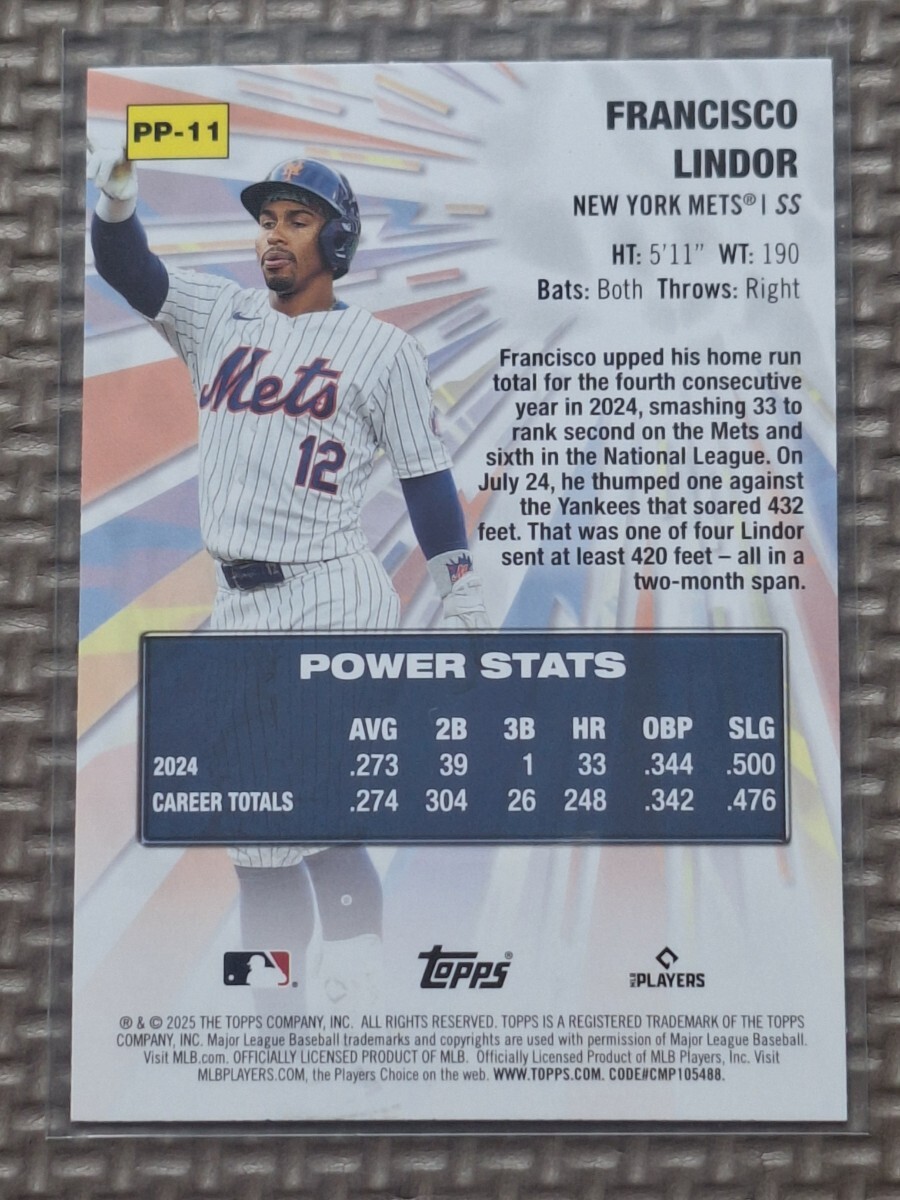 PP-11
FRANCISCO
LINDOR
NEW YORK METS® | SS
HT: 5'11" WT: 190
Bats: Both Throws: Right
Francisco upped his home run
total for the fourth consecutive
year in 2024, smashing 33 to
rank second on the Mets and
sixth in the National League. On
July 24, he thumped one against
the Yankees that soared 432
feet. That was one of four Lindor
sent at least 420 feet – all in a
two-month span.
Mets
12
POWER STATS
AVG 2B 3B HR OBP SLG
2024 .273 39 1 33 .344 .500
CAREER TOTALS .274 304 26 248 .342 .476
Topps®
MLB PLAYERS
® & © 2025 THE TOPPS COMPANY, INC. ALL RIGHTS RESERVED. TOPPS IS A REGISTERED TRADEMARK OF THE TOPPS
COMPANY, INC. Major League Baseball trademarks and copyrights are used with permission of Major League Baseball.
Visit MLB.com. OFFICIALLY LICENSED PRODUCT OF MLB. Officially Licensed Product of MLB Players, Inc. Visit
MLBPLAYERS.COM, the Players Choice on the web. WWW.TOPPS.COM. CODE#CMP105488.